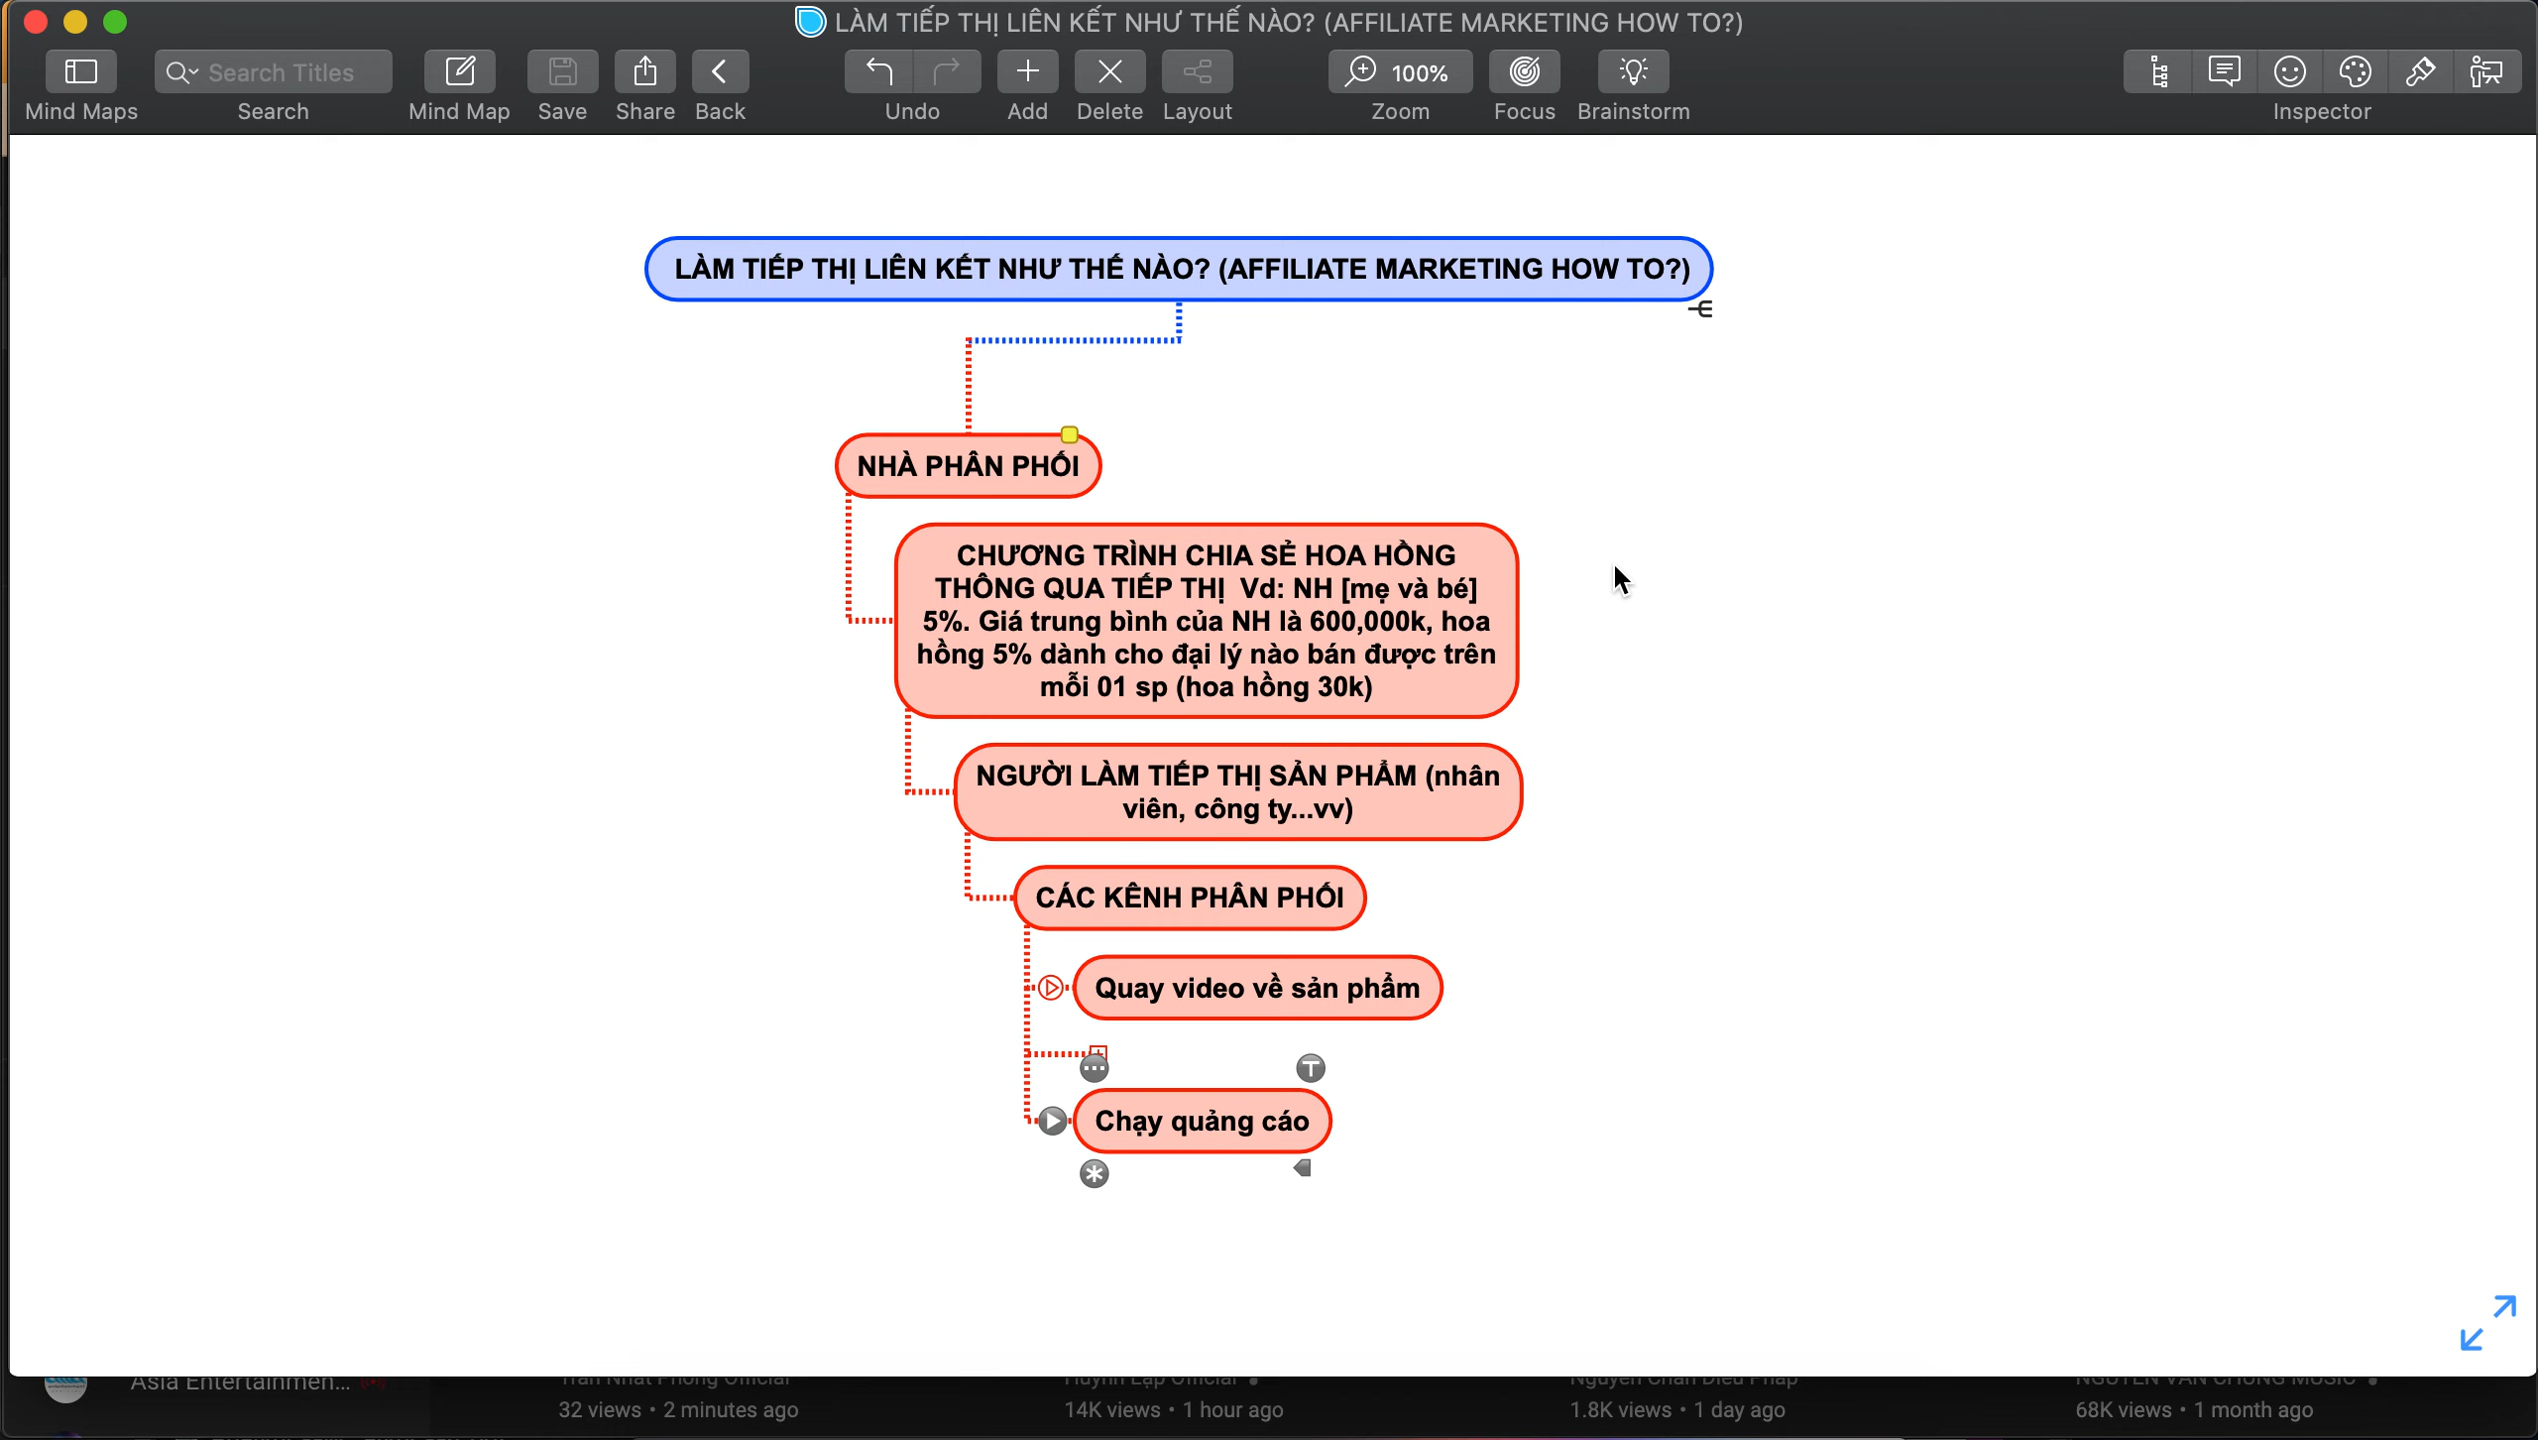 LÀM TIẾP THỊ LIÊN KẾT NHƯ THẾ NÀO? (AFFILIATE MARKETING HOW TO?)
Search Titles
100%
Mind Maps
Search
Mind Map
Save
Share
Back
Undo
Add
Delete
Layout
Zoom
Focus
Brainstorm
Inspector
LÀM TIẾP THỊ LIÊN KẾT NHƯ THẾ NÀO? (AFFILIATE MARKETING HOW TO?)
NHÀ PHÂN PHỐI
CHƯƠNG TRÌNH CHIA SẺ HOA HỒNG
THÔNG QUA TIẾP THỊ Vd: NH [mẹ và bé]
5%. Giá trung bình của NH là 600,000k, hoa
hồng 5% dành cho đại lý nào bán được trên
mỗi 01 sp (hoa hồng 30k)
NGƯỜI LÀM TIẾP THỊ SẢN PHẨM (nhân
viên, công ty...vv)
CÁC KÊNH PHÂN PHỐI
Quay video về sản phẩm
Chạy quảng cáo
Asia Entertainmen...
32 views • 2 minutes ago
14K views • 1 hour ago
1.8K views • 1 day ago
68K views • 1 month ago